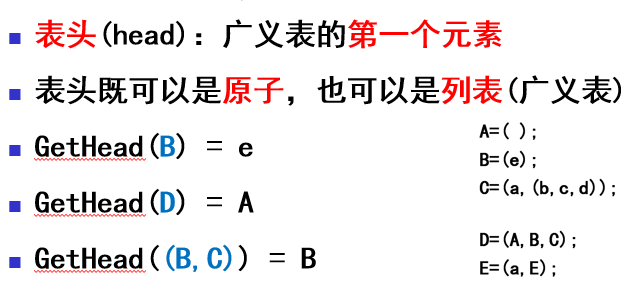 表头(head): 广义表的第一个元素
表头既可以是原子，也可以是列表(广义表)
GetHead(B) = e
GetHead(D) = A
GetHead((B,C)) = B
A=( );
B=(e);
C=(a,(b,c,d));
D=(A,B,C);
E=(a,E);